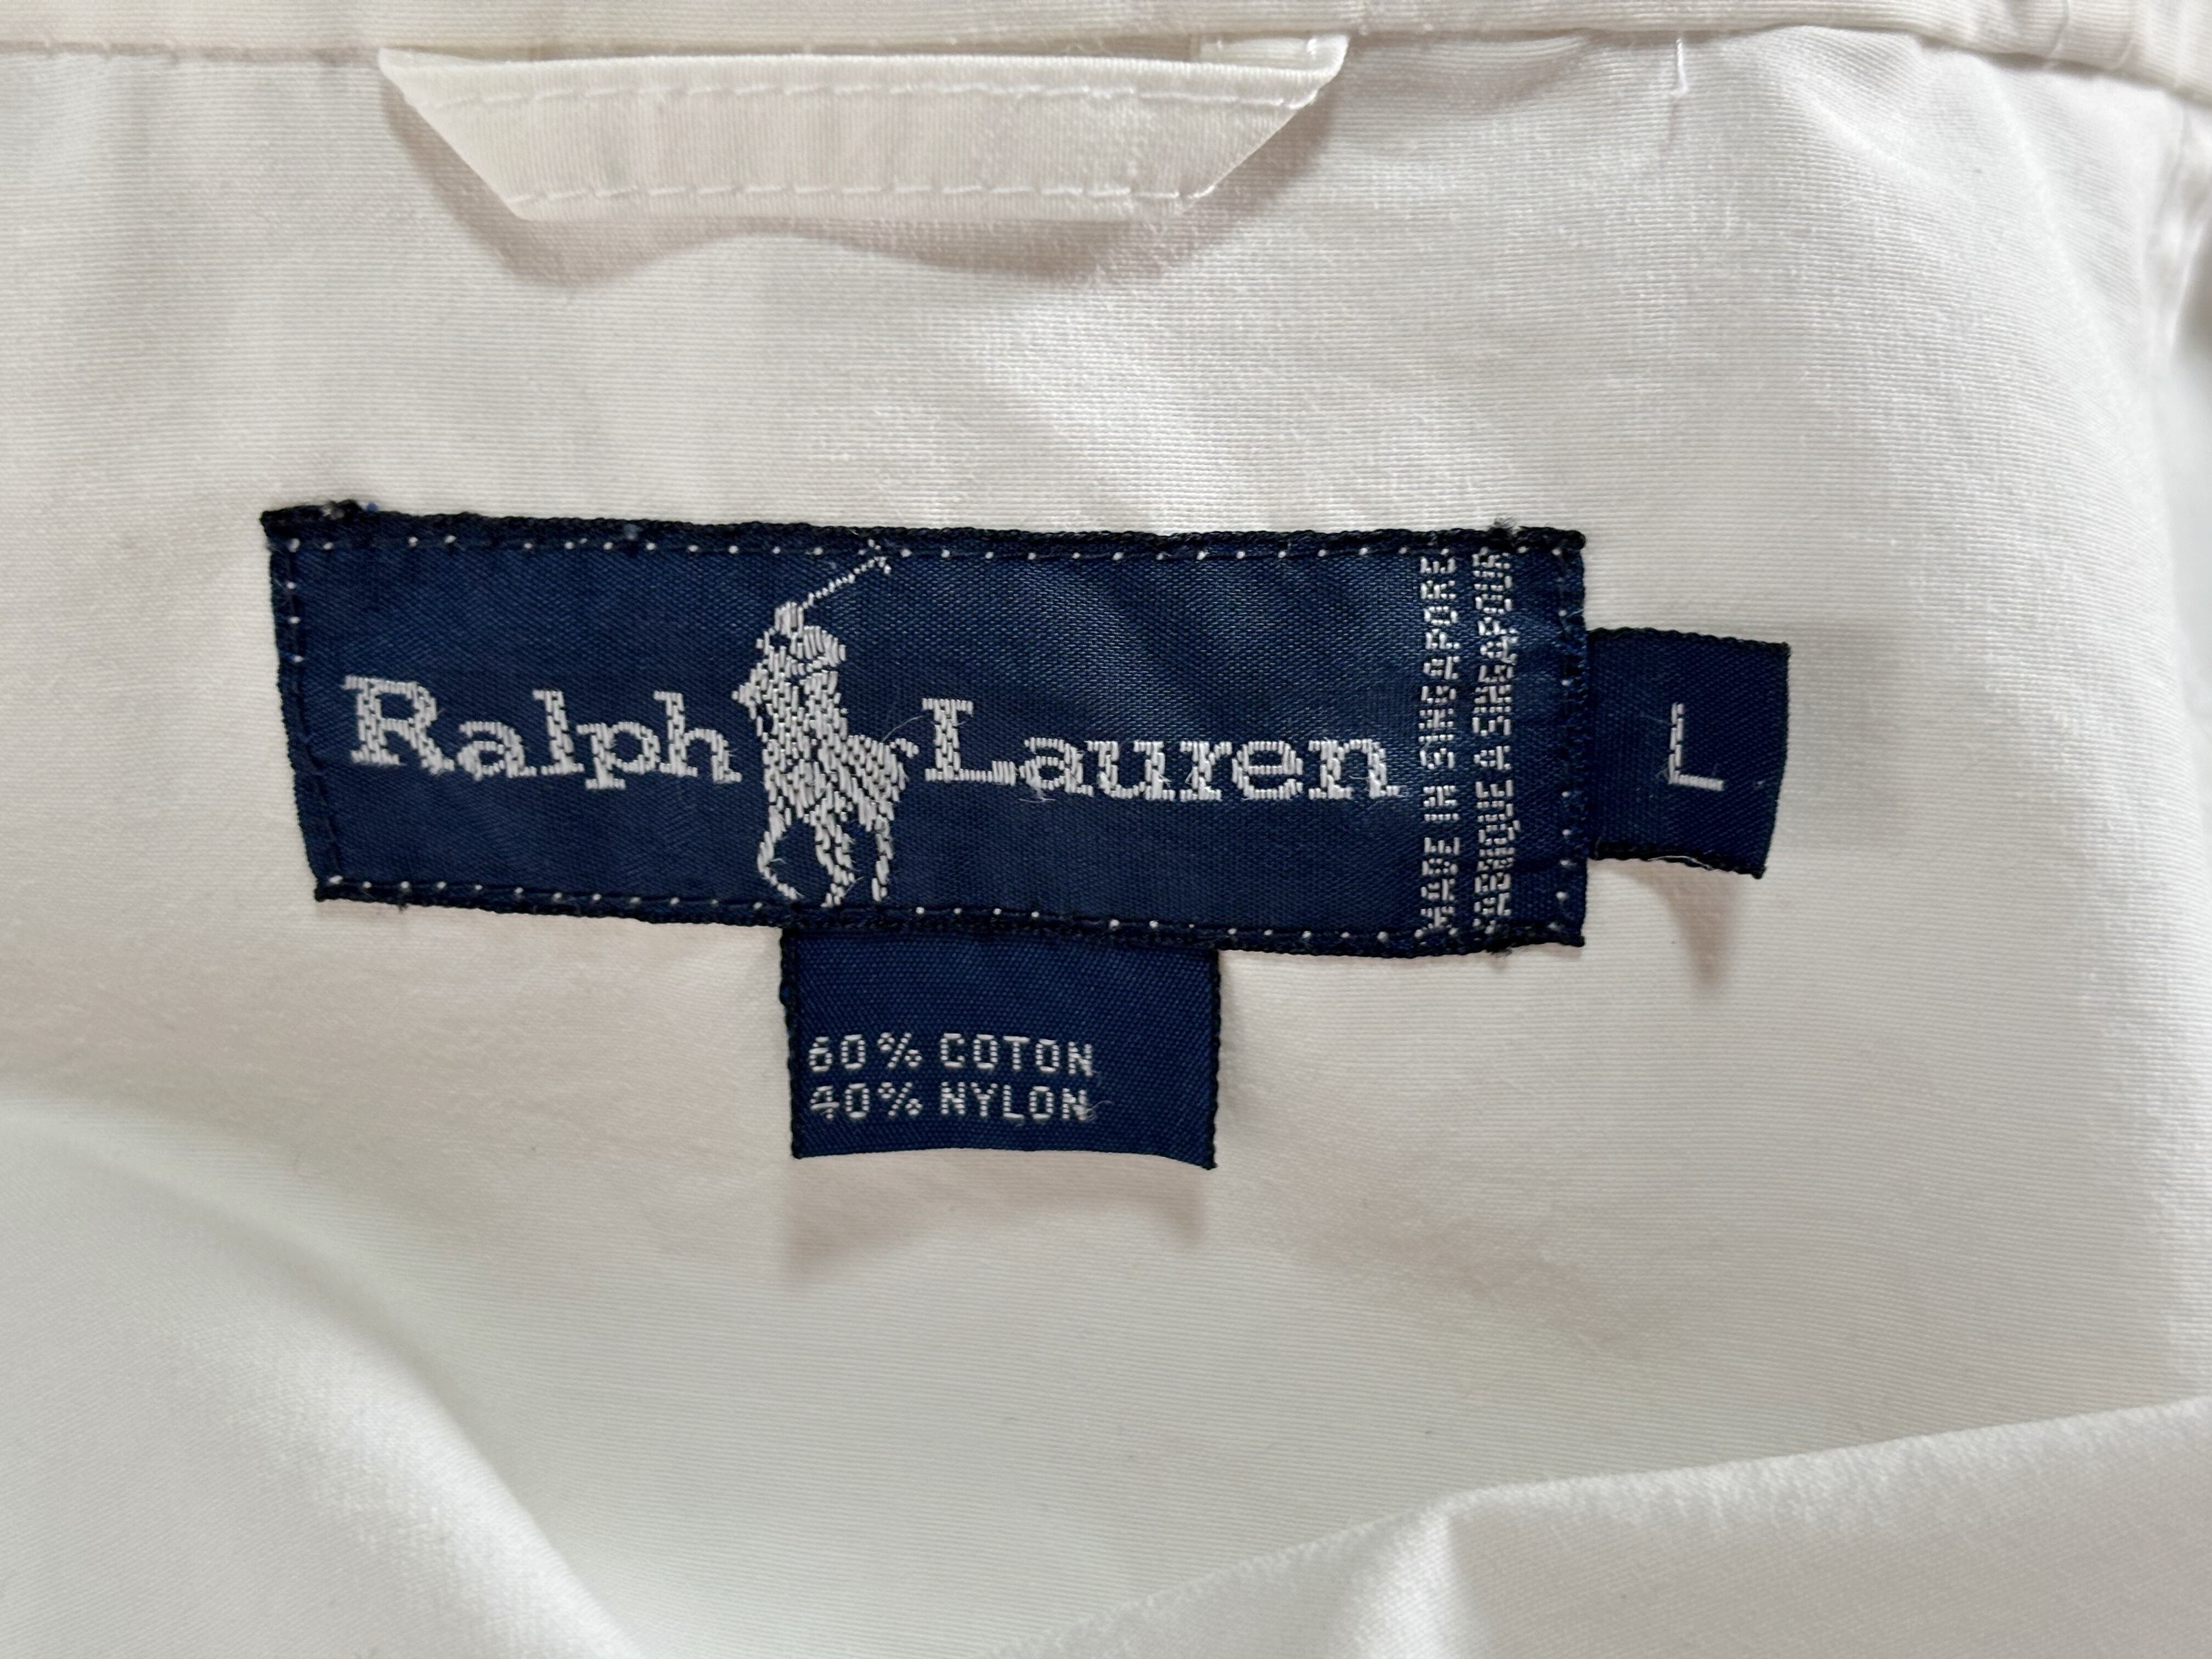 Ralph Lauren
MADE IN SINGAPORE
FABRIQUE A SINGAPOUR
L
60% COTON
40% NYLON